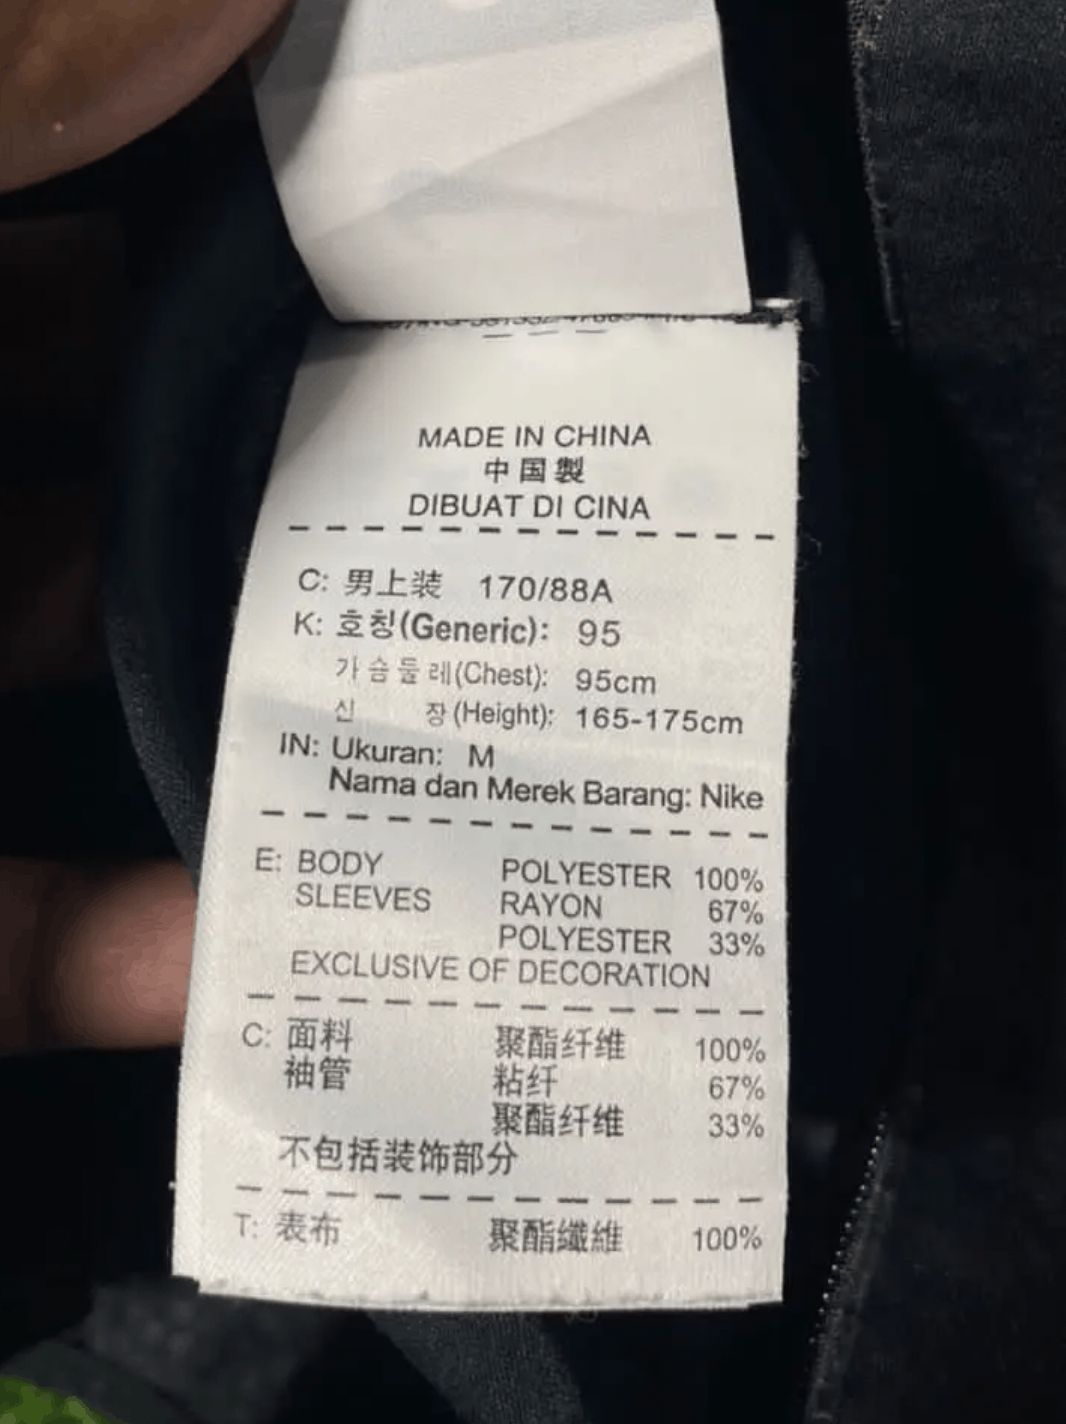 MADE IN CHINA
中国製
DIBUAT DI CINA
C: 男上装 170/88A
K: 호칭(Generic): 95
가슴둘레(Chest): 95cm
신 장(Height): 165-175cm
IN: Ukuran: M
Nama dan Merek Barang: Nike
E: BODY POLYESTER 100%
SLEEVES RAYON 67%
POLYESTER 33%
EXCLUSIVE OF DECORATION
C: 面料 聚酯纤维 100%
袖管 粘纤 67%
聚酯纤维 33%
不包括装饰部分
T: 表布 聚酯纖維 100%